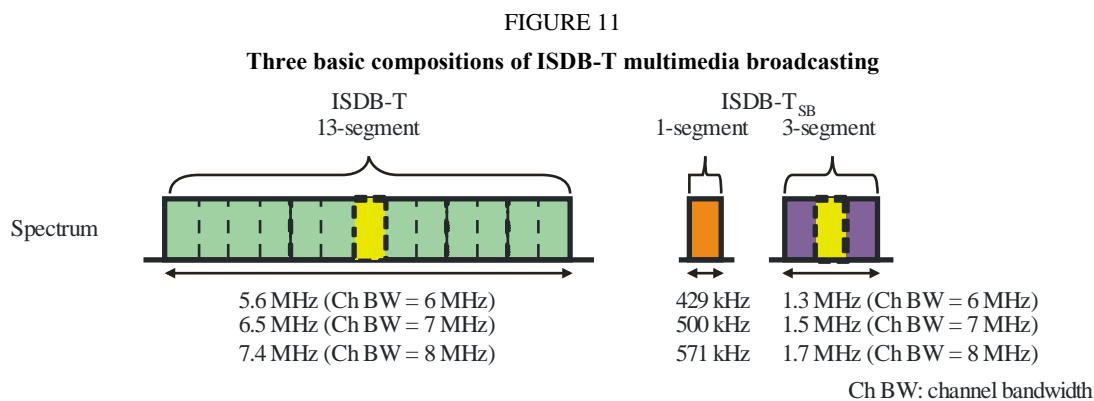 FIGURE 11
Three basic compositions of ISDB-T multimedia broadcasting
ISDB-T
13-segment
ISDB-T_SB
1-segment 3-segment
Spectrum
5.6 MHz (Ch BW = 6 MHz) 429 kHz 1.3 MHz (Ch BW = 6 MHz)
6.5 MHz (Ch BW = 7 MHz) 500 kHz 1.5 MHz (Ch BW = 7 MHz)
7.4 MHz (Ch BW = 8 MHz) 571 kHz 1.7 MHz (Ch BW = 8 MHz)
Ch BW: channel bandwidth